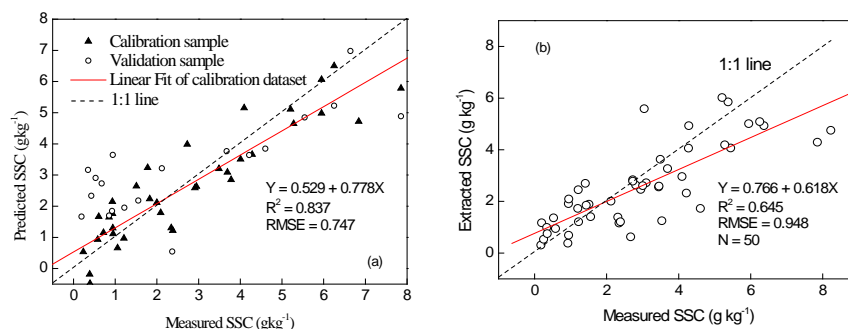 8
7
6
5
4
3
2
1
0
Predicted SSC (gkg⁻¹)
Calibration sample
Validation sample
Linear Fit of calibration dataset
1:1 line
Y = 0.529 + 0.778X
R² = 0.837
RMSE = 0.747
(a)
0 1 2 3 4 5 6 7 8
Measured SSC (gkg⁻¹)
(b)
8
6
4
2
0
Extracted SSC (g kg⁻¹)
1:1 line
Y = 0.766 + 0.618X
R² = 0.645
RMSE = 0.948
N = 50
0 2 4 6 8
Measured SSC (g kg⁻¹)